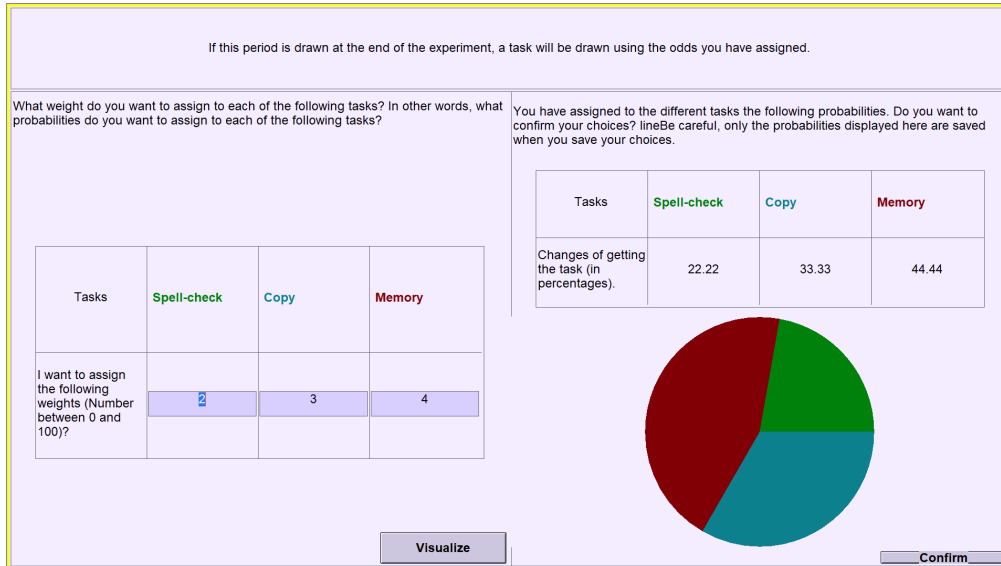 If this period is drawn at the end of the experiment, a task will be drawn using the odds you have assigned.
What weight do you want to assign to each of the following tasks? In other words, what
probabilities do you want to assign to each of the following tasks?
Tasks
Spell-check
Copy
Memory
I want to assign
the following
weights (Number
between 0 and
100)?
2
3
4
Visualize
You have assigned to the different tasks the following probabilities. Do you want to
confirm your choices? lineBe careful, only the probabilities displayed here are saved
when you save your choices.
Tasks
Spell-check
Copy
Memory
Changes of getting
the task (in
percentages).
22.22
33.33
44.44
Confirm